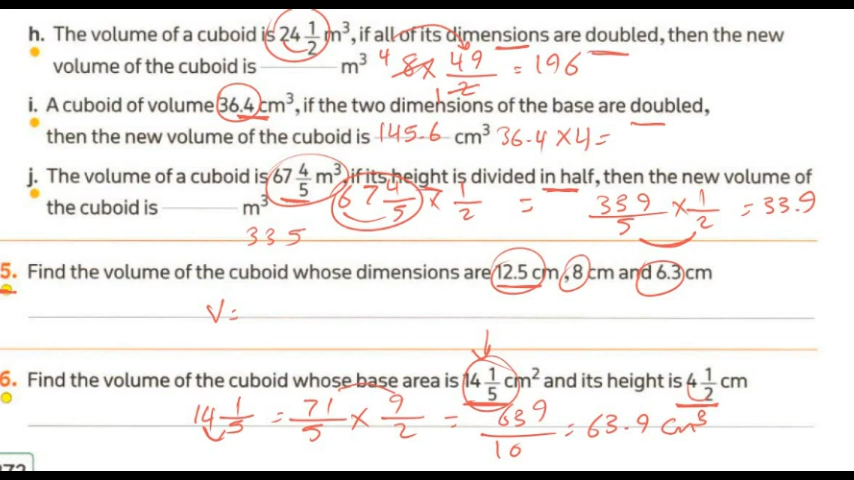 h. The volume of a cuboid is 24 1/2 m³, if all of its dimensions are doubled, then the new
volume of the cuboid is ______ m³ 4 8 × 49/2 = 196
1
i. A cuboid of volume 36.4 cm³, if the two dimensions of the base are doubled,
then the new volume of the cuboid is 145.6 cm³ 36.4 × 4 =
j. The volume of a cuboid is 67 4/5 m³, if its height is divided in half, then the new volume of
the cuboid is ______ m³ 67 4/5 × 1/2 = 339/5 × 1/2 = 33.9
335
5. Find the volume of the cuboid whose dimensions are 12.5 cm, 8 cm and 6.3 cm
V=
6. Find the volume of the cuboid whose base area is 14 1/5 cm² and its height is 4 1/2 cm
14 1/5 = 71/5 × 9/2 = 639/10 = 63.9 cm³